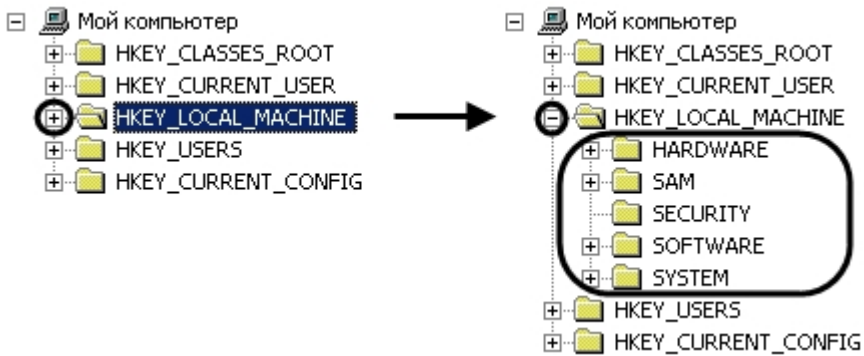 Мой компьютер
HKEY_CLASSES_ROOT
HKEY_CURRENT_USER
HKEY_LOCAL_MACHINE
HKEY_USERS
HKEY_CURRENT_CONFIG
Мой компьютер
HKEY_CLASSES_ROOT
HKEY_CURRENT_USER
HKEY_LOCAL_MACHINE
HARDWARE
SAM
SECURITY
SOFTWARE
SYSTEM
HKEY_USERS
HKEY_CURRENT_CONFIG